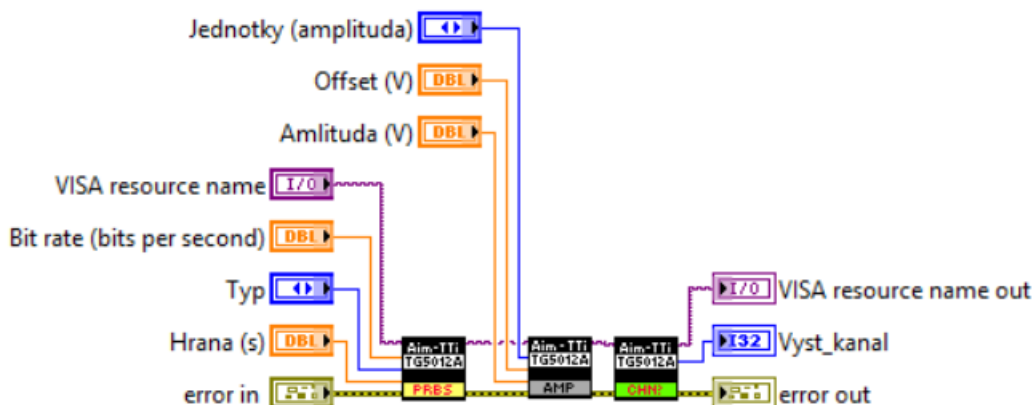 Jednotky (amplituda)
Offset (V)
DBL
Amlituda (V)
DBL
VISA resource name
I/O
Bit rate (bits per second)
DBL
Typ
I/O
VISA resource name out
Hrana (s)
DBL
Aim-TTi
TG5012A
PRBS
Aim-TTi
TG5012A
AMP
Aim-TTi
TG5012A
CHN?
I32
Vyst_kanal
error in
error out